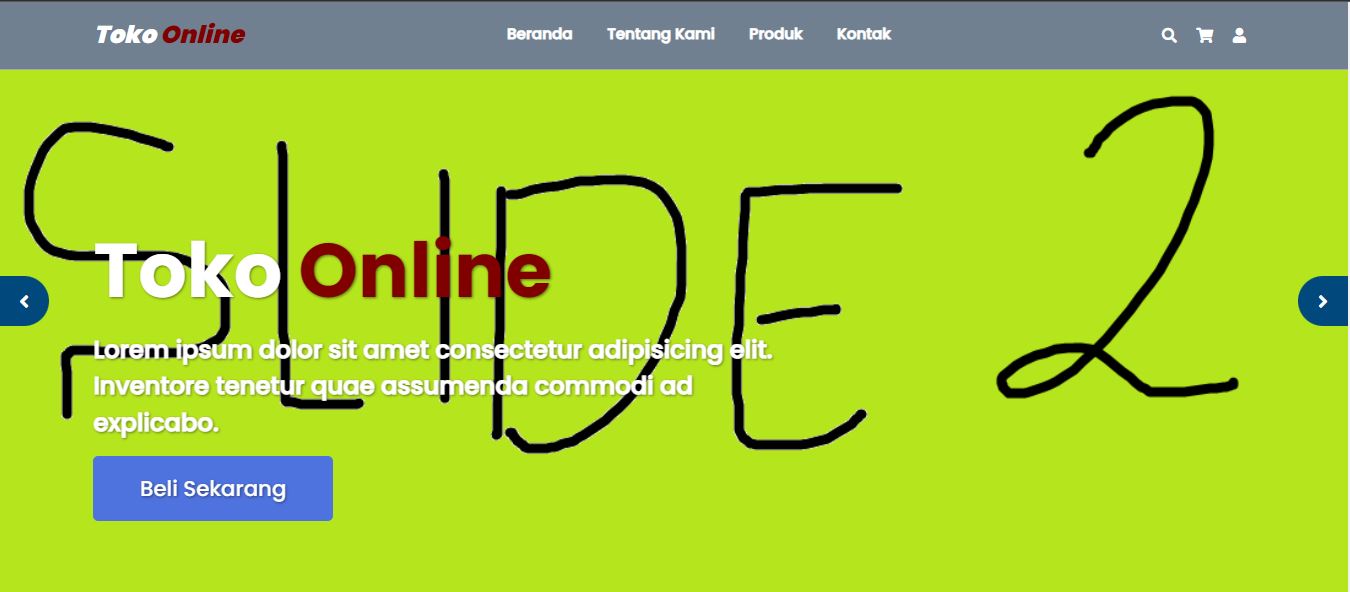 Toko Online
Beranda Tentang Kami Produk Kontak
SLIDE 2
Toko Online
Lorem ipsum dolor sit amet consectetur adipisicing elit.
Inventore tenetur quae assumenda commodi ad
explicabo.
Beli Sekarang